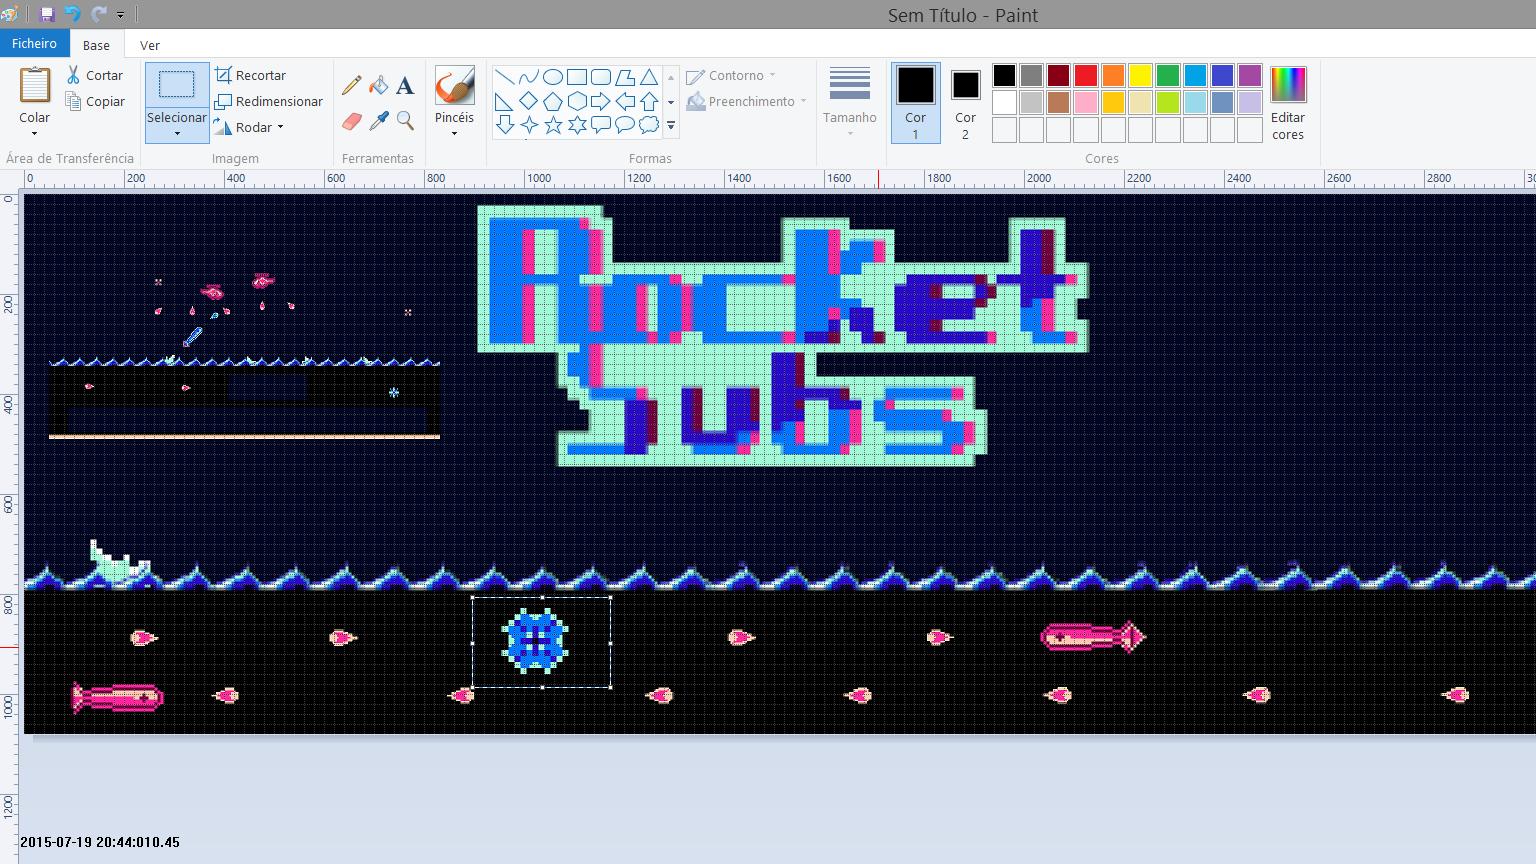 Sem Título - Paint
Ficheiro Base Ver
Colar
Cortar
Copiar
Área de Transferência
Selecionar
Recortar
Redimensionar
Rodar
Imagem
A
Ferramentas
Pincéis
Contorno
Preenchimento
Formas
Tamanho
Cor
1
Cor
2
Editar
cores
Cores
0 200 400 600 800 1000 1200 1400 1600 1800 2000 2200 2400 2600 2800 30
0
200
400
600
800
1000
1200
Rocket
Subs
2015-07-19 20:44:010.45